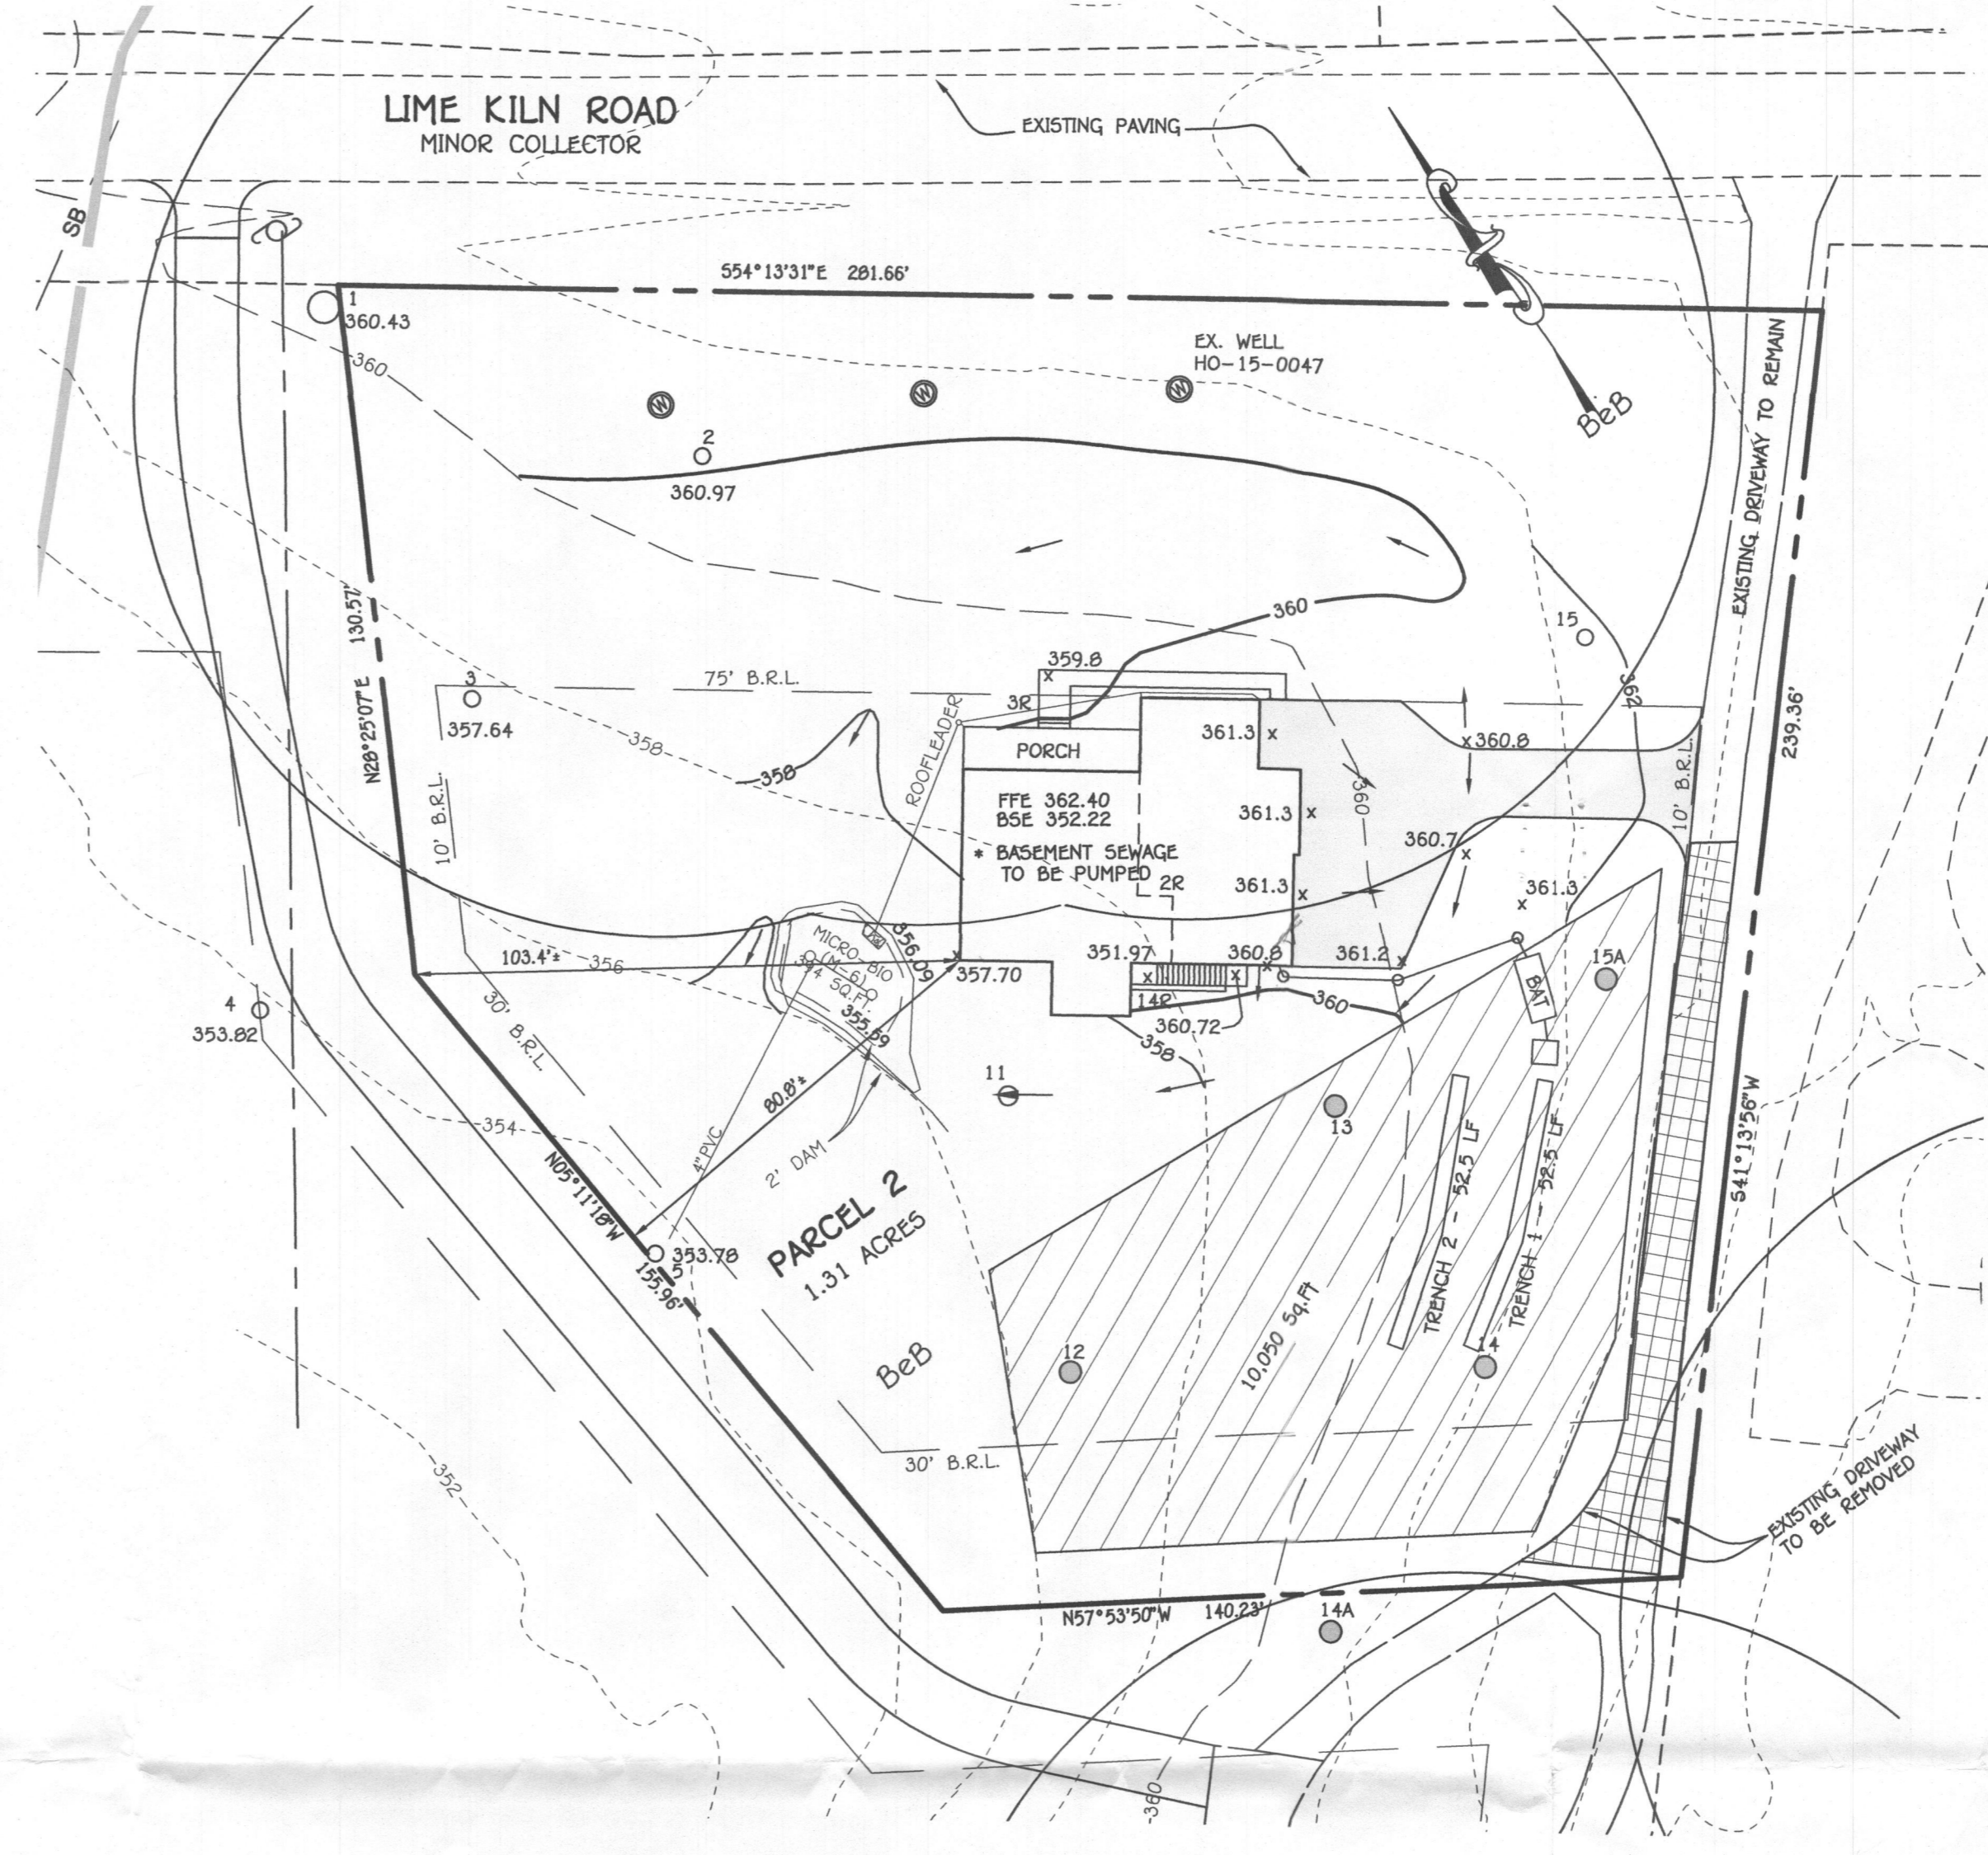 LIME KILN ROAD
MINOR COLLECTOR
EXISTING PAVING
SB
S54°13'31"E 281.66'
1
360.43
360
EX. WELL
HO-15-0047
W
W
W
BeB
EXISTING DRIVEWAY TO REMAIN
2
360.97
130.57'
N28°25'07"E
360
15
362
239.36'
3
357.64
75' B.R.L.
359.8
3R
ROOFLEADER
361.3
360.8
358
358
PORCH
FFE 362.40
BSE 352.22
* BASEMENT SEWAGE
TO BE PUMPED
2R
361.3
360
10' B.R.L.
10' B.R.L.
360.7
361.3
361.3
103.4'±
356
MICRO-BIO
(M-6)
SQ.FT.
356.09
355.59
357.70
351.97
360.8
361.2
14R
360.72
360
358
BAT
15A
4
353.82
30' B.R.L.
354
80.8'±
11
13
4"PVC
2' DAM
N05°11'18"W
155.96'
353.78
5
PARCEL 2
1.31 ACRES
BeB
TRENCH 2 - 52.5 LF
TRENCH 1 - 52.5 LF
S41°13'56"W
12
14
10,050 Sq.Ft
30' B.R.L.
352
EXISTING DRIVEWAY
TO BE REMOVED
N57°53'50"W 140.23'
14A
360